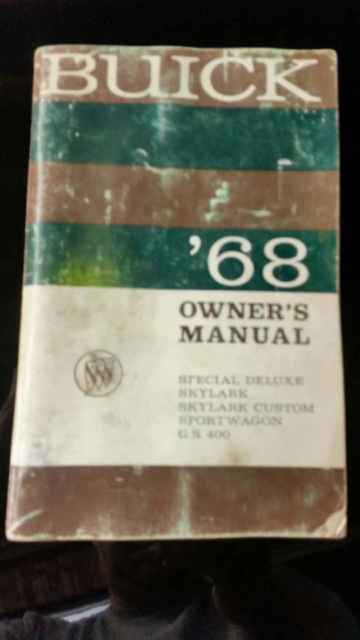 BUICK
'68
OWNER'S
MANUAL
SPECIAL DELUXE
SKYLARK
SKYLARK CUSTOM
SPORTWAGON
G.S. 400